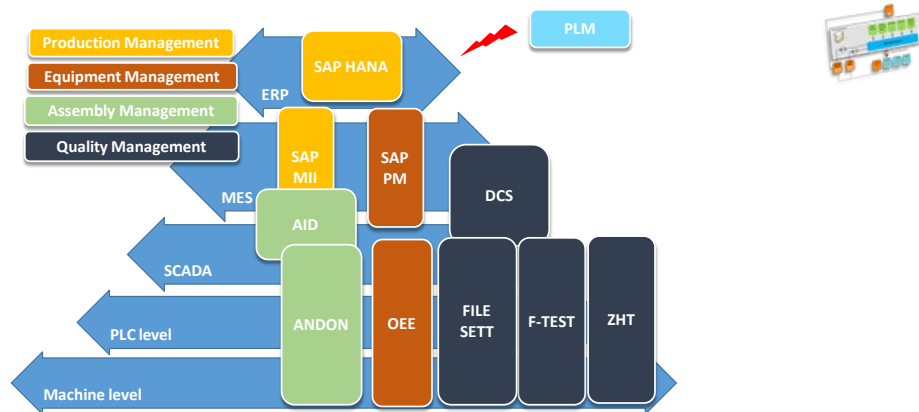 Production Management
Equipment Management
Assembly Management
Quality Management
SAP HANA
PLM
ERP
SAP
MII
SAP
PM
MES
DCS
AID
SCADA
ANDON
OEE
FILE
SETT
F-TEST
ZHT
PLC level
Machine level